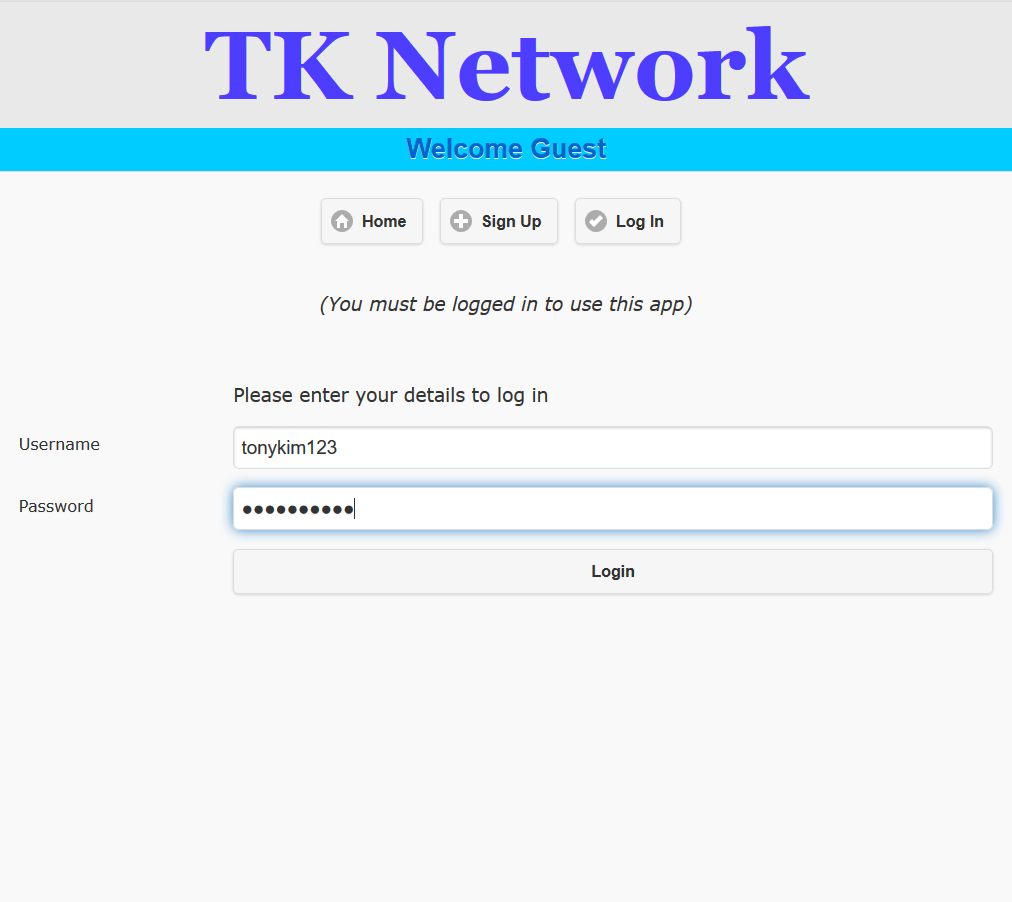 TK Network
Welcome Guest
Home Sign Up Log In
(You must be logged in to use this app)
Please enter your details to log in
Username tonykim123
Password ••••••••••
Login